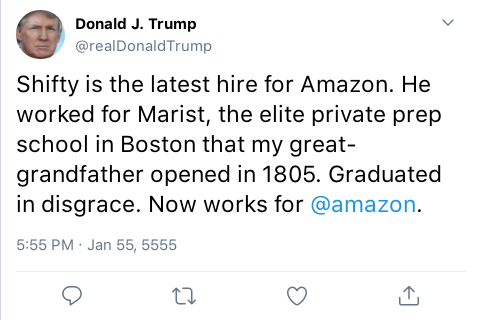 Donald J. Trump
@realDonaldTrump
Shifty is the latest hire for Amazon. He
worked for Marist, the elite private prep
school in Boston that my great-
grandfather opened in 1805. Graduated
in disgrace. Now works for @amazon.
5:55 PM · Jan 55, 5555